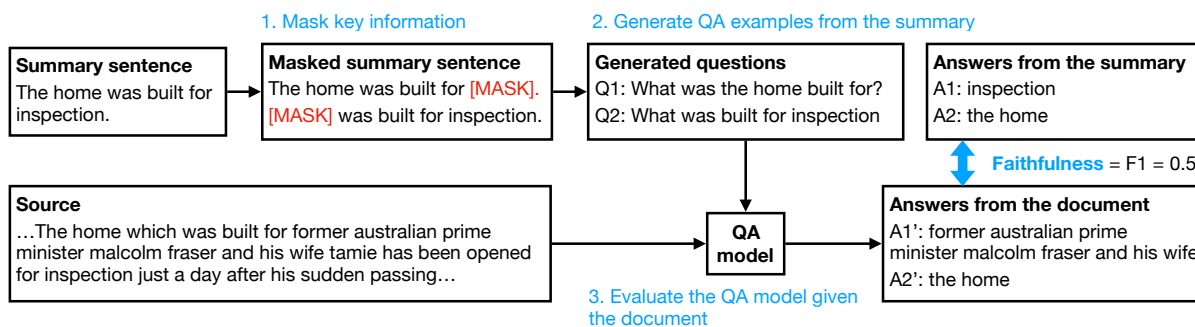 1. Mask key information
2. Generate QA examples from the summary
Summary sentence
The home was built for
inspection.
Masked summary sentence
The home was built for [MASK].
[MASK] was built for inspection.
Generated questions
Q1: What was the home built for?
Q2: What was built for inspection
Answers from the summary
A1: inspection
A2: the home
Faithfulness = F1 = 0.5
Source
…The home which was built for former australian prime
minister malcolm fraser and his wife tamie has been opened
for inspection just a day after his sudden passing…
QA
model
Answers from the document
A1’: former australian prime
minister malcolm fraser and his wife
A2’: the home
3. Evaluate the QA model given
the document